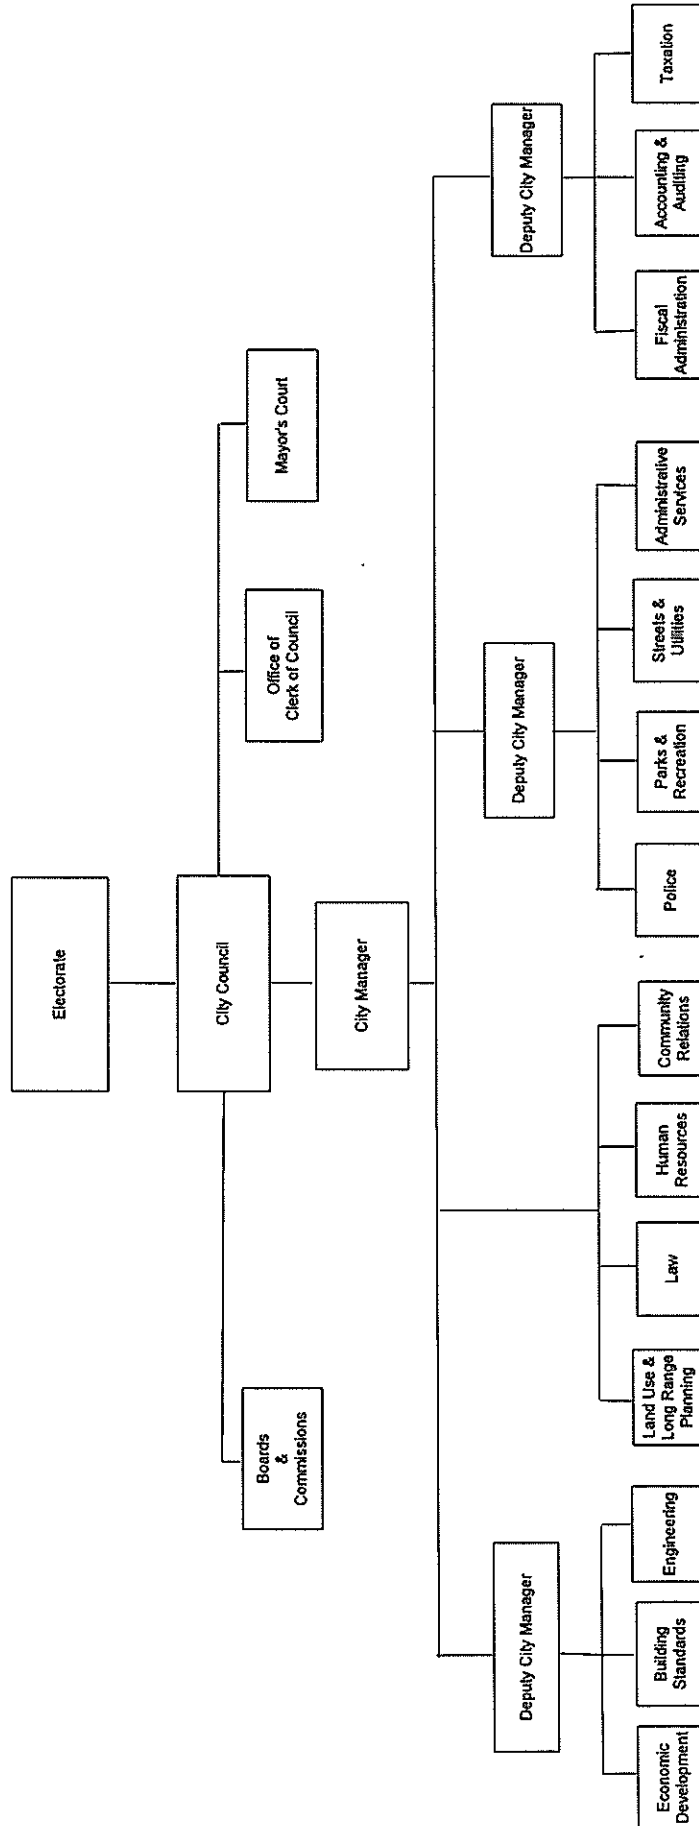 Electorate
City Council
Boards
&
Commissions
Office of
Clerk of Council
Mayor's Court
City Manager
Deputy City Manager
Deputy City Manager
Deputy City Manager
Economic
Development
Building
Standards
Engineering
Land Use &
Long Range
Planning
Law
Human
Resources
Community
Relations
Police
Parks &
Recreation
Streets &
Utilities
Administrative
Services
Fiscal
Administration
Accounting &
Auditing
Taxation